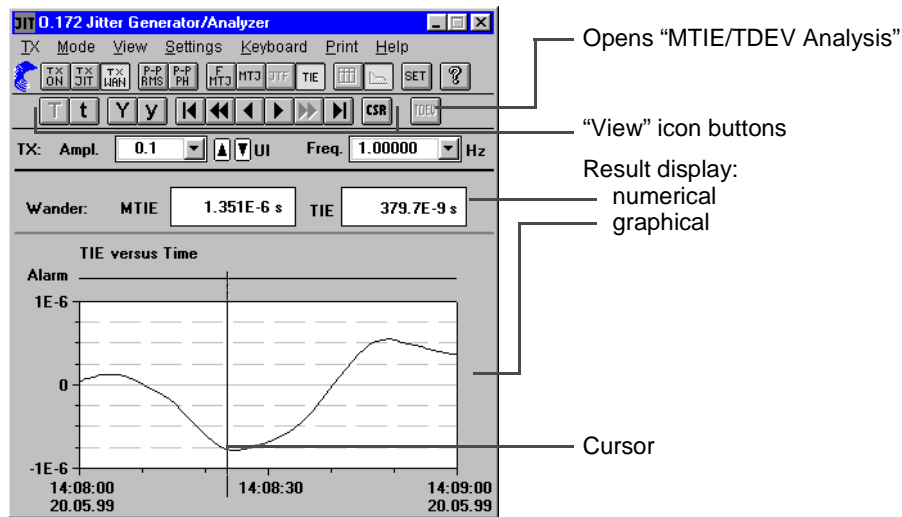 JIT O.172 Jitter Generator/Analyzer
TX Mode View Settings Keyboard Print Help
TX ON TX JIT TX WAN P-P RMS P-P PH F MTJ MTJ JTF TIE SET ?
T t Y y CSR TDEV
TX: Ampl. 0.1 UI Freq. 1.00000 Hz
Wander: MTIE 1.351E-6 s TIE 379.7E-9 s
TIE versus Time
Alarm
1E-6
0
-1E-6
14:08:00 14:08:30 14:09:00
20.05.99 20.05.99
Opens “MTIE/TDEV Analysis”
“View” icon buttons
Result display:
numerical
graphical
Cursor